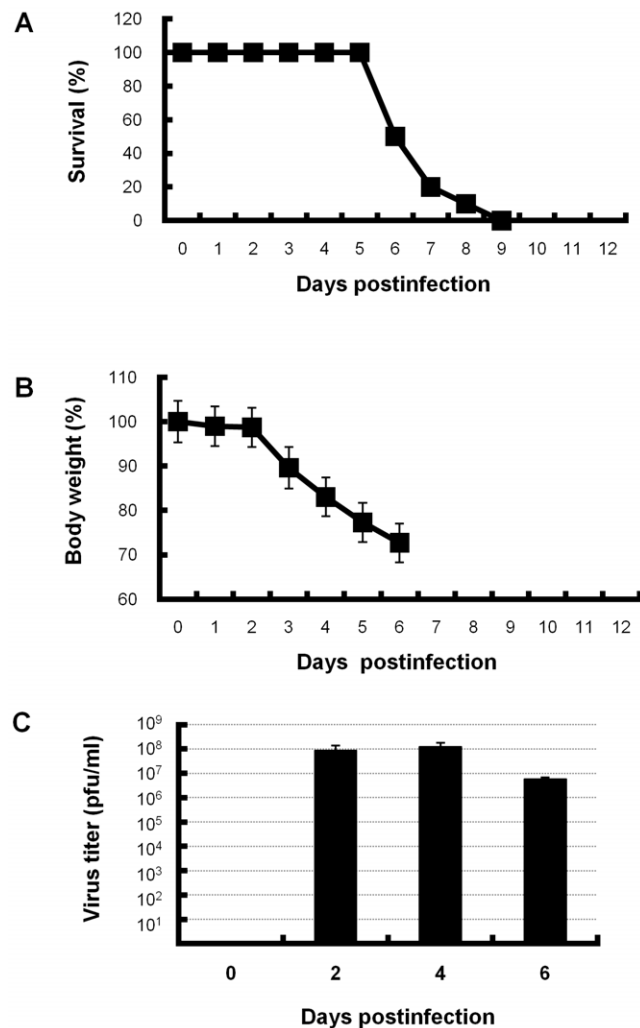 A
Survival (%)
120
100
80
60
40
20
0
0 1 2 3 4 5 6 7 8 9 10 11 12
Days postinfection
B
Body weight (%)
110
100
90
80
70
60
0 1 2 3 4 5 6 7 8 9 10 11 12
Days postinfection
C
Virus titer (pfu/ml)
10⁹
10⁸
10⁷
10⁶
10⁵
10⁴
10³
10²
10¹
0 2 4 6
Days postinfection